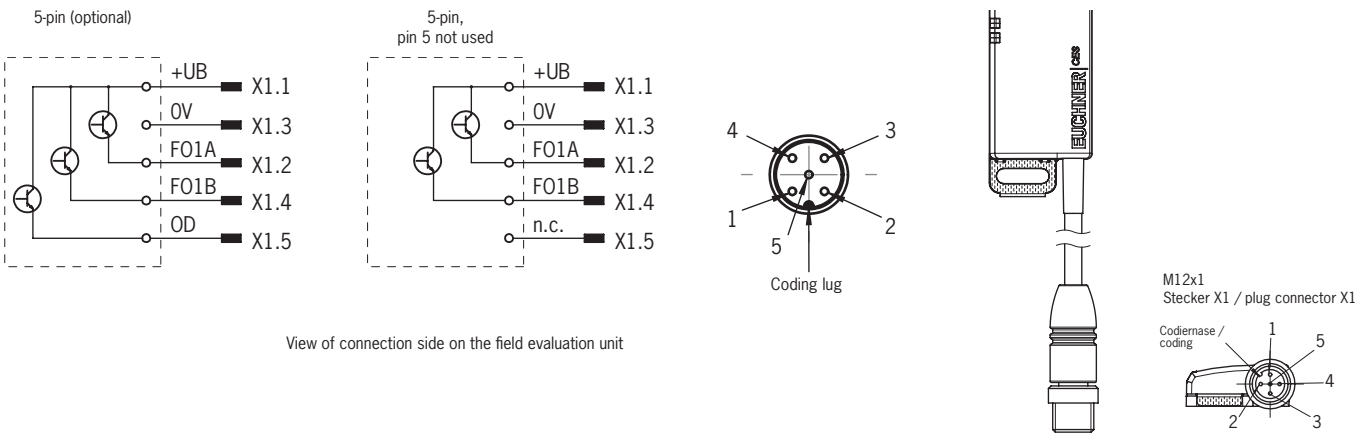 5-pin (optional)
+UB
X1.1
0V
X1.3
FO1A
X1.2
FO1B
X1.4
OD
X1.5
5-pin,
pin 5 not used
+UB
X1.1
0V
X1.3
FO1A
X1.2
FO1B
X1.4
n.c.
X1.5
View of connection side on the field evaluation unit
4
3
1
2
5
Coding lug
EUCHNER CES
M12x1
Stecker X1 / plug connector X1
Codiernase /
coding
1
5
4
2
3